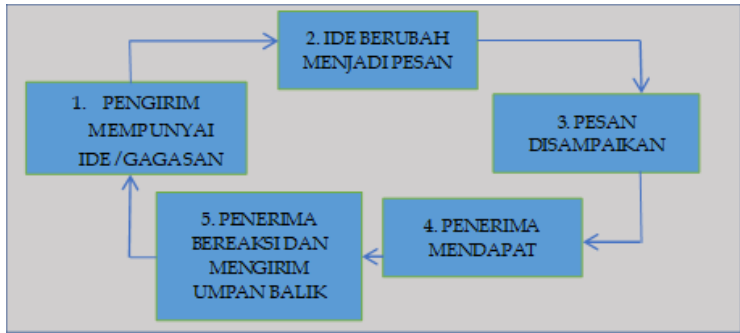 1. PENGIRIM
MEMPUNYAI
IDE/GAGASAN
2. IDE BERUBAH
MENJADI PESAN
3. PESAN
DISAMPAIKAN
4. PENERIMA
MENDAPAT
5. PENERIMA
BEREAKSI DAN
MENGIRIM
UMPAN BALIK